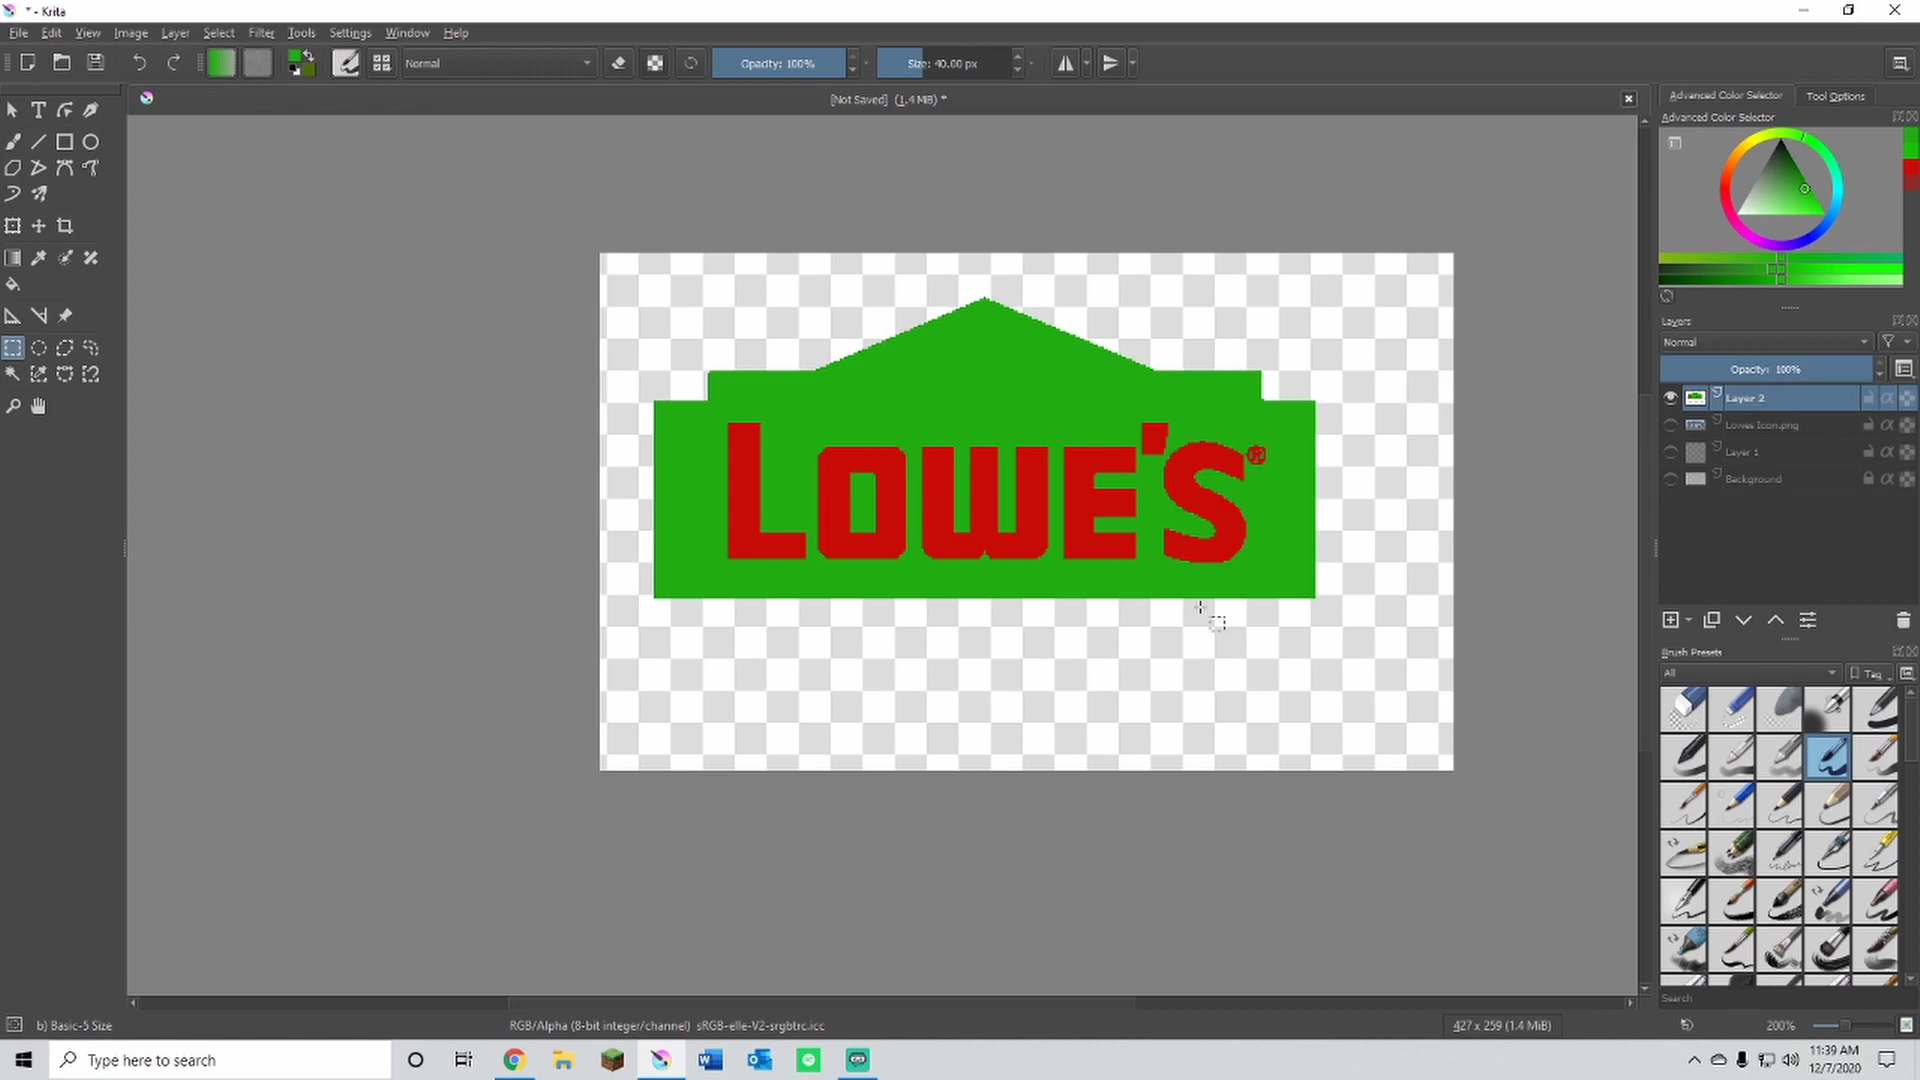 * - Krita
File Edit View Image Layer Select Filter Tools Settings Window Help
Normal
Opacity: 100%
Size: 40.00 px
[Not Saved] (1.4 MiB) *
Advanced Color Selector
Tool Options
Advanced Color Selector
LOWE'S®
Layers
Normal
Opacity: 100%
Layer 2
Lowes Icon.png
Layer 1
Background
Brush Presets
All
Tag
Search
b) Basic-5 Size
RGB/Alpha (8-bit integer/channel) sRGB-elle-V2-srgbtrc.icc
427 x 259 (1.4 MiB)
200%
Type here to search
11:39 AM
12/7/2020